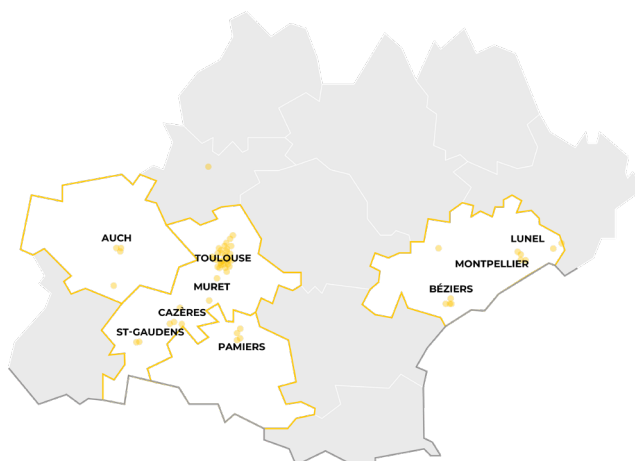 AUCH
LUNEL
TOULOUSE
MONTPELLIER
MURET
BÉZIERS
CAZÈRES
ST-GAUDENS
PAMIERS